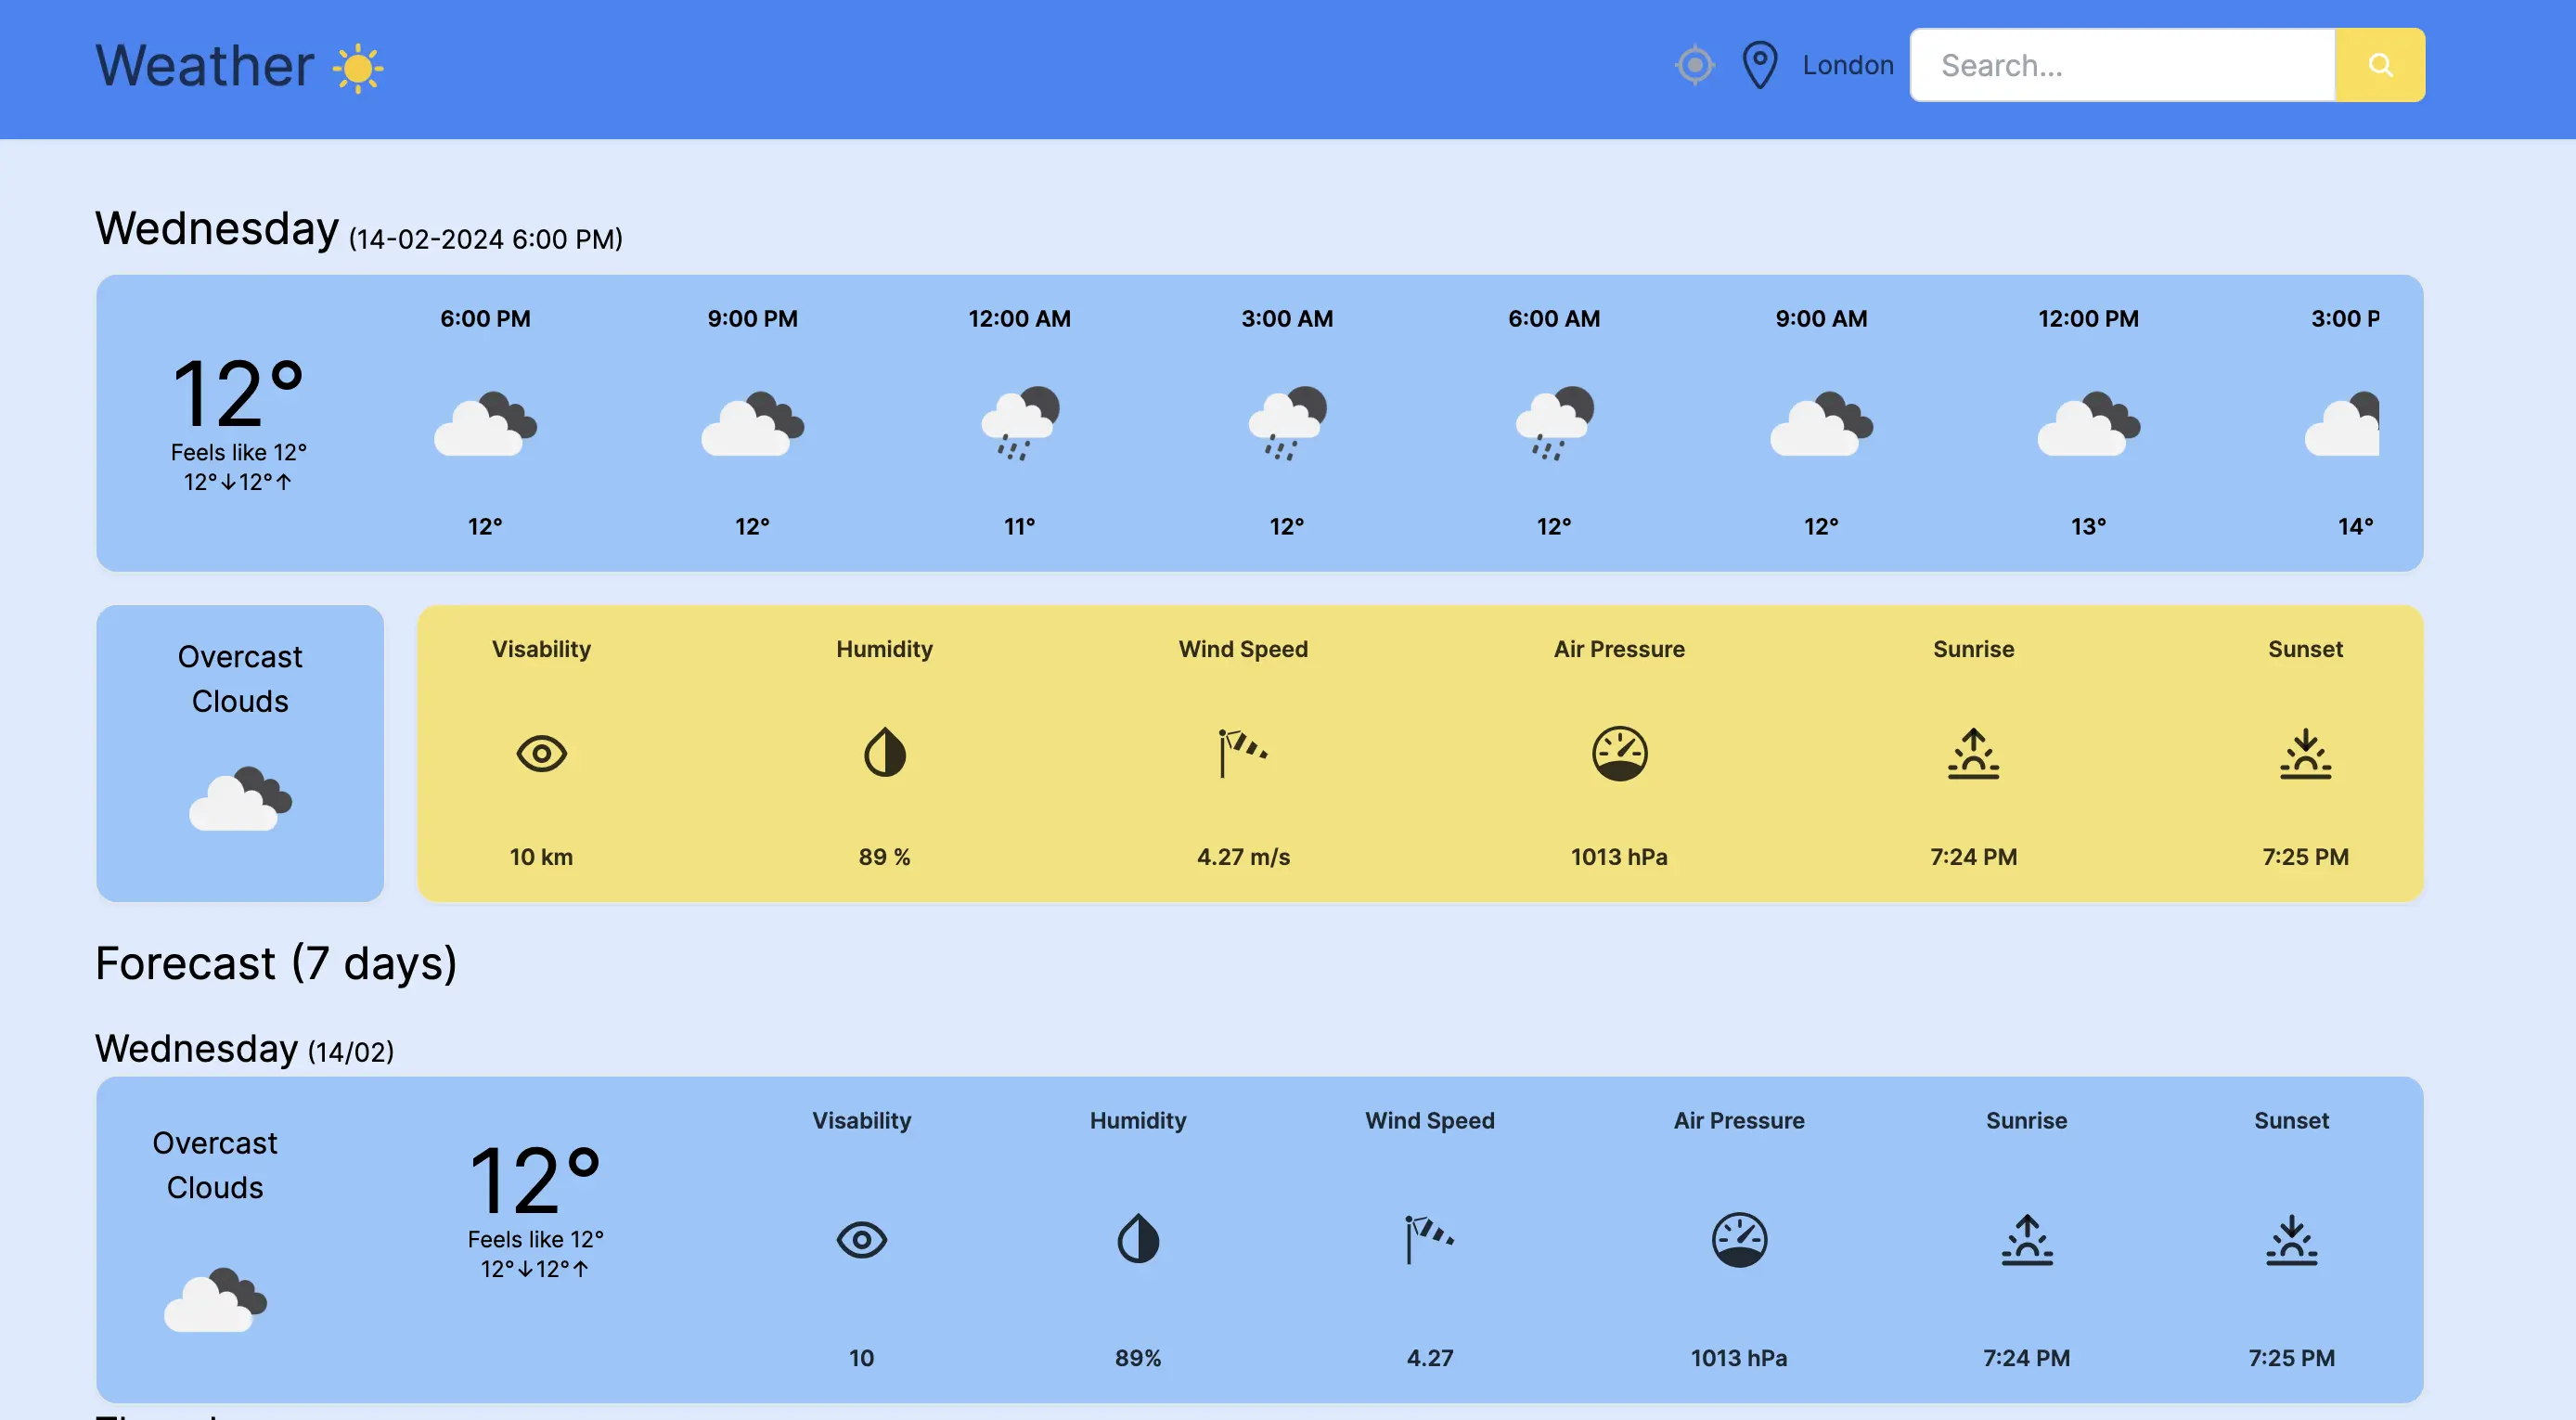 Weather
London
Search...
Wednesday (14-02-2024 6:00 PM)
12°
Feels like 12°
12°↓12°↑
6:00 PM 9:00 PM 12:00 AM 3:00 AM 6:00 AM 9:00 AM 12:00 PM 3:00 P
12° 12° 11° 12° 12° 12° 13° 14°
Overcast
Clouds
Visability Humidity Wind Speed Air Pressure Sunrise Sunset
10 km 89 % 4.27 m/s 1013 hPa 7:24 PM 7:25 PM
Forecast (7 days)
Wednesday (14/02)
Overcast
Clouds
12°
Feels like 12°
12°↓12°↑
Visability Humidity Wind Speed Air Pressure Sunrise Sunset
10 89% 4.27 1013 hPa 7:24 PM 7:25 PM